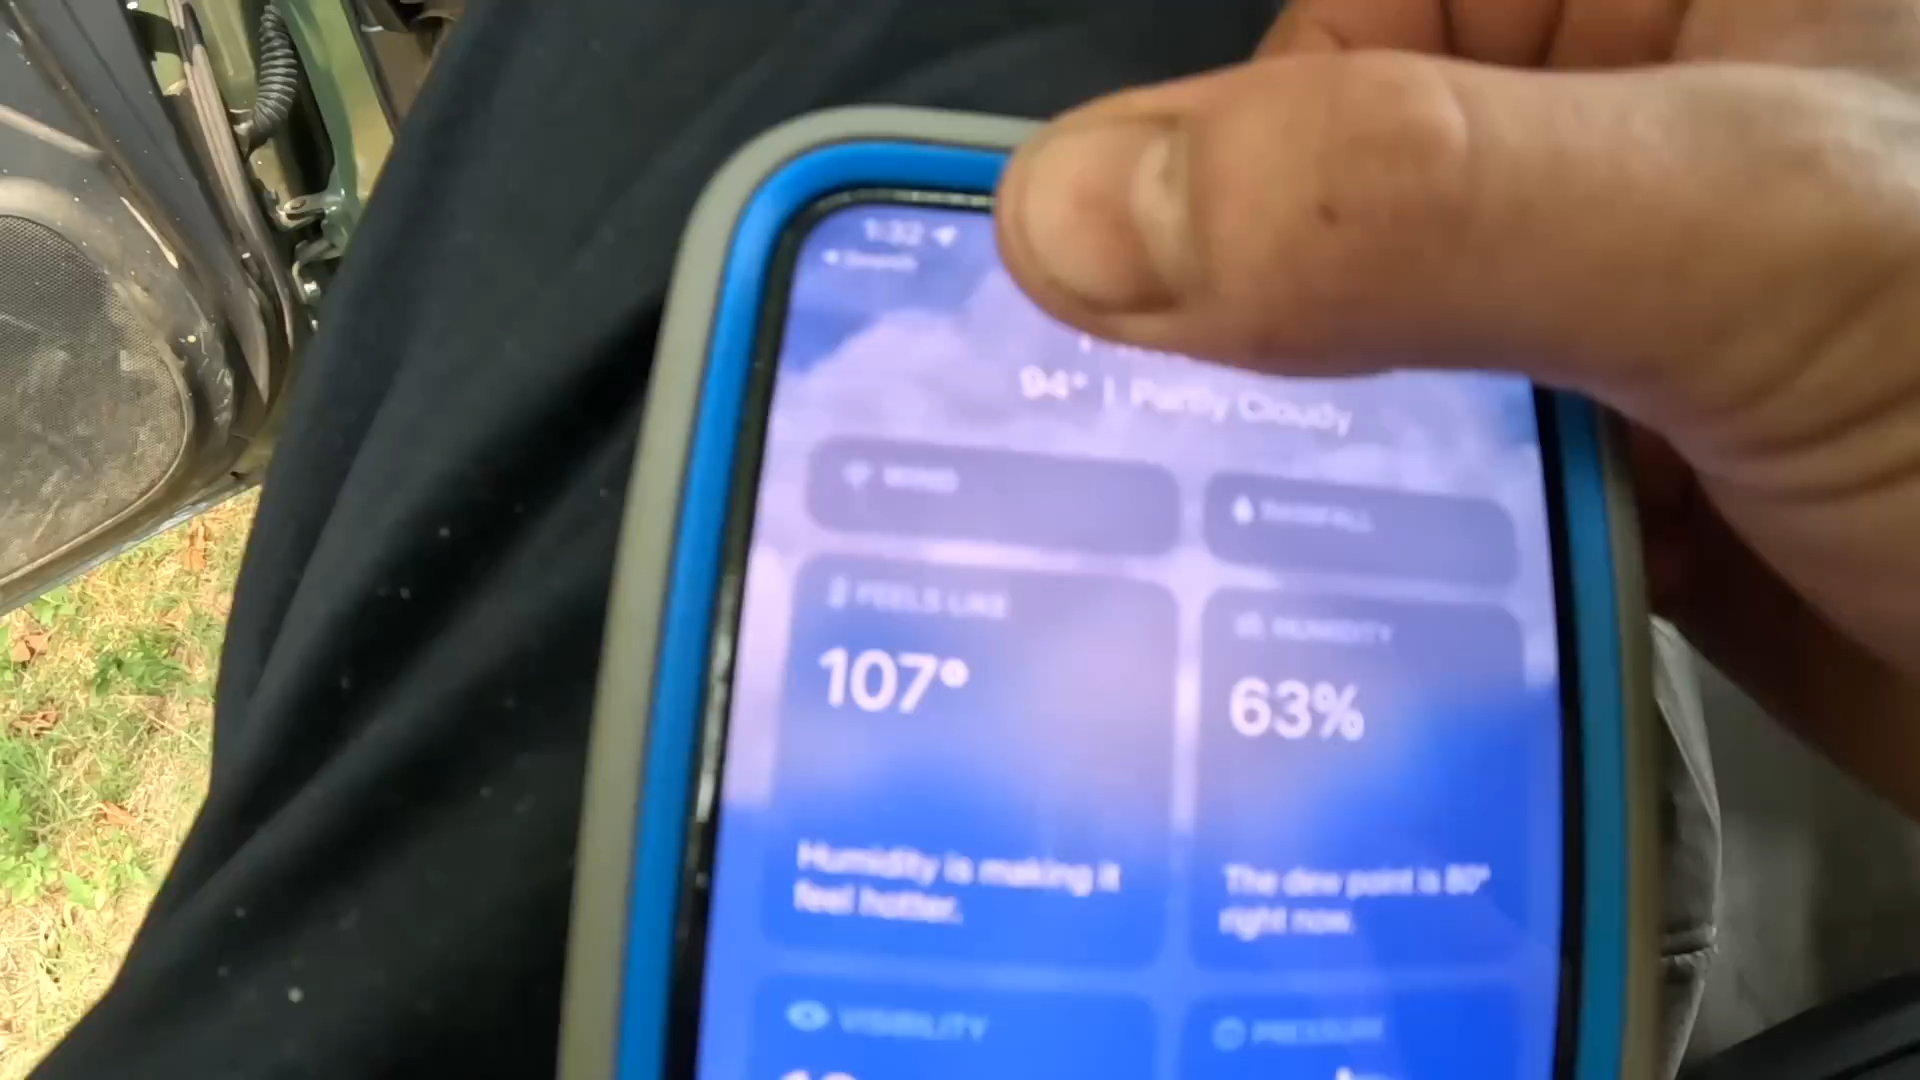 1:32
Search
94° | Partly Cloudy
WIND
RAINFALL
FEELS LIKE
107°
Humidity is making it
feel hotter.
HUMIDITY
63%
The dew point is 80°
right now.
VISIBILITY
PRESSURE